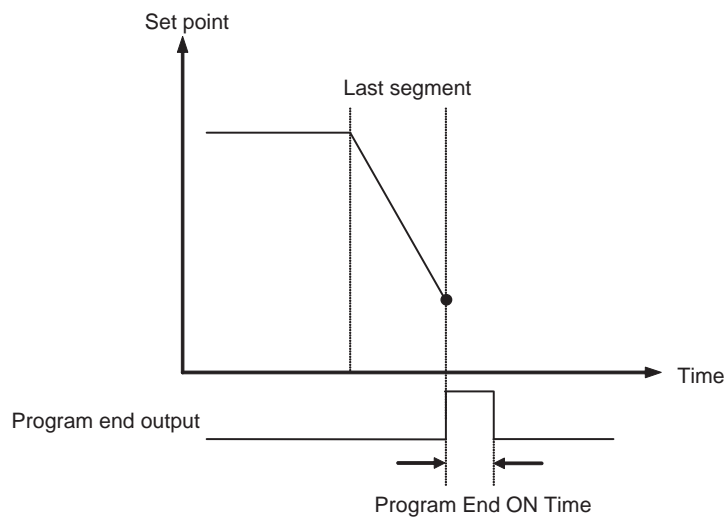 Set point
Last segment
Time
Program end output
Program End ON Time